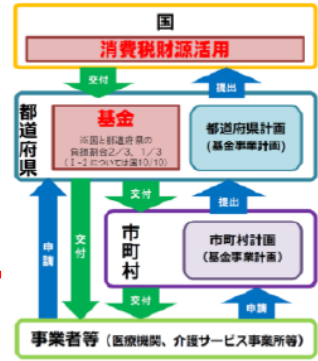 国
消費税財源活用
交付
提出
都道府県
基金
※国と都道府県の
負担割合2/3、1/3
(Ⅰ-2については国10/10)
都道府県計画
(基金事業計画)
申請
交付
交付
提出
市町村
市町村計画
(基金事業計画)
交付
申請
事業者等(医療機関、介護サービス事業所等)